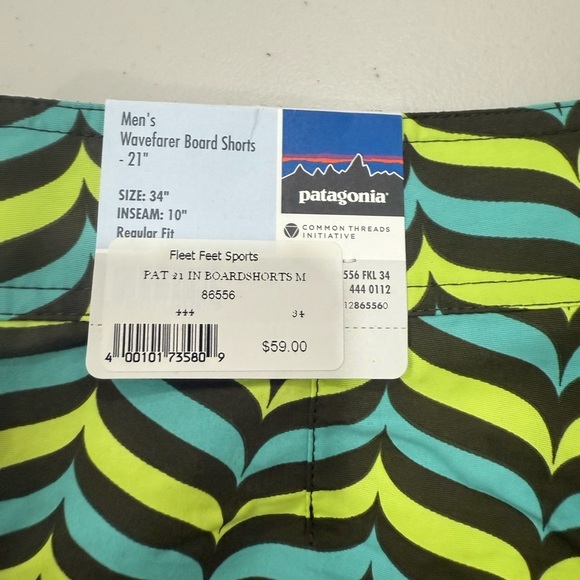 Men's
Wavefarer Board Shorts
- 21"
SIZE: 34"
INSEAM: 10"
Regular Fit
patagonia®
COMMON THREADS
INITIATIVE
556 FKL 34
444 0112
12865560
Fleet Feet Sports
PAT 21 IN BOARDSHORTS M
86556
444 34
4 00101 73580 9
$59.00